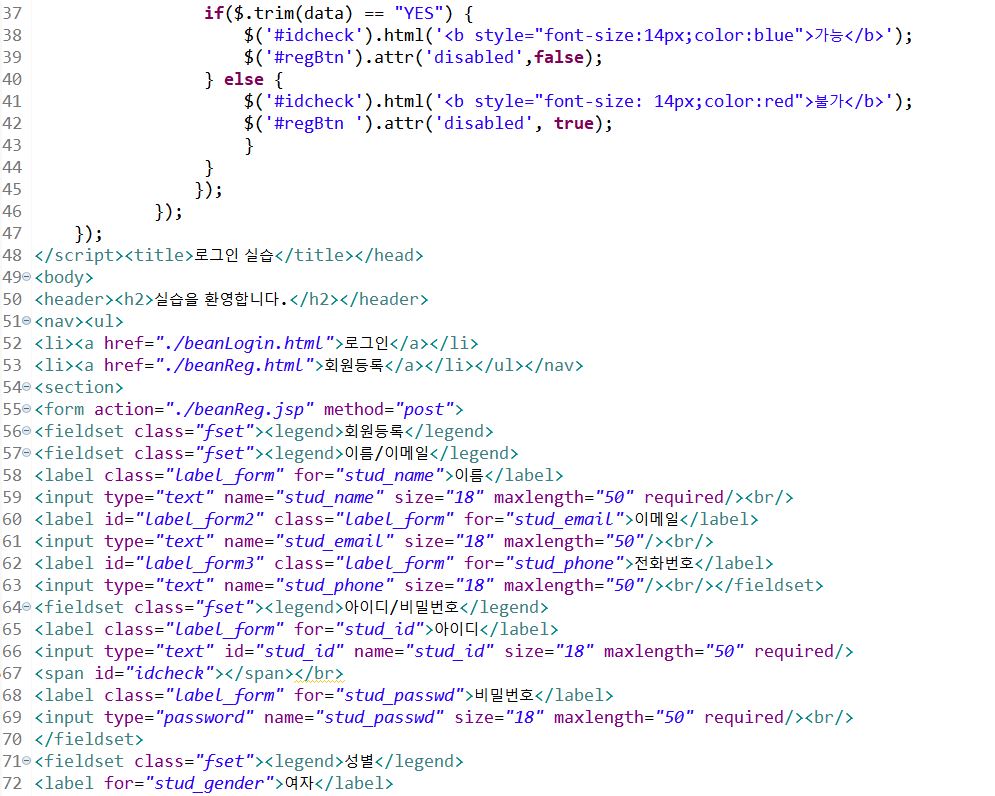 37 if($.trim(data) == "YES") {
38 $('#idcheck').html('<b style="font-size:14px;color:blue">가능</b>');
39 $('#regBtn').attr('disabled',false);
40 } else {
41 $('#idcheck').html('<b style="font-size: 14px;color:red">불가</b>');
42 $('#regBtn ').attr('disabled', true);
43 }
44 }
45 });
46 });
47 });
48 </script><title>로그인 실습</title></head>
49 <body>
50 <header><h2>실습을 환영합니다.</h2></header>
51 <nav><ul>
52 <li><a href="./beanLogin.html">로그인</a></li>
53 <li><a href="./beanReg.html">회원등록</a></li></ul></nav>
54 <section>
55 <form action="./beanReg.jsp" method="post">
56 <fieldset class="fset"><legend>회원등록</legend>
57 <fieldset class="fset"><legend>이름/이메일</legend>
58 <label class="label_form" for="stud_name">이름</label>
59 <input type="text" name="stud_name" size="18" maxlength="50" required/><br/>
60 <label id="label_form2" class="label_form" for="stud_email">이메일</label>
61 <input type="text" name="stud_email" size="18" maxlength="50"/><br/>
62 <label id="label_form3" class="label_form" for="stud_phone">전화번호</label>
63 <input type="text" name="stud_phone" size="18" maxlength="50"/><br/></fieldset>
64 <fieldset class="fset"><legend>아이디/비밀번호</legend>
65 <label class="label_form" for="stud_id">아이디</label>
66 <input type="text" id="stud_id" name="stud_id" size="18" maxlength="50" required/>
67 <span id="idcheck"></span></br>
68 <label class="label_form" for="stud_passwd">비밀번호</label>
69 <input type="password" name="stud_passwd" size="18" maxlength="50" required/><br/>
70 </fieldset>
71 <fieldset class="fset"><legend>성별</legend>
72 <label for="stud_gender">여자</label>